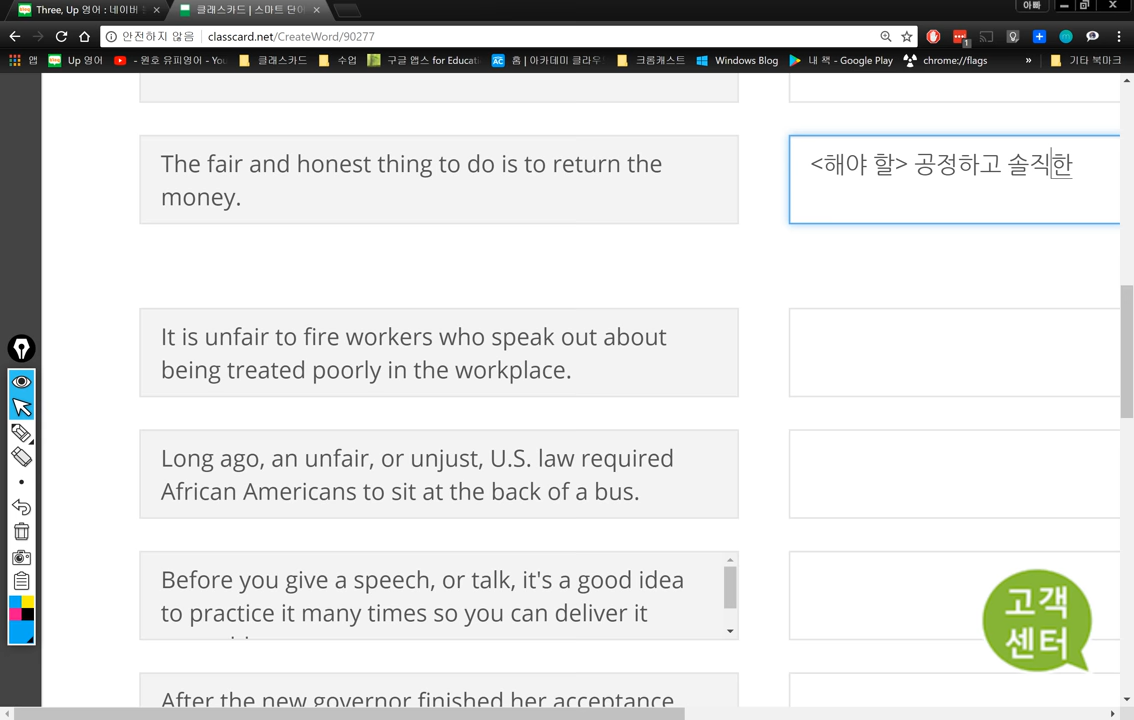 Three, Up 영어 : 네이버
클래스카드 | 스마트 단어
아빠
안전하지 않음
classcard.net/CreateWord/90277
앱
Up 영어
- 원호 유피영어 - You
클래스카드
수업
구글 앱스 for Educati
홈 | 아카데미 클라우드
크롬캐스트
Windows Blog
내 책 - Google Play
chrome://flags
»
기타 북마크
The fair and honest thing to do is to return the
money.
<해야 할> 공정하고 솔직한
It is unfair to fire workers who speak out about
being treated poorly in the workplace.
Long ago, an unfair, or unjust, U.S. law required
African Americans to sit at the back of a bus.
Before you give a speech, or talk, it's a good idea
to practice it many times so you can deliver it
After the new governor finished her acceptance
고객
센터